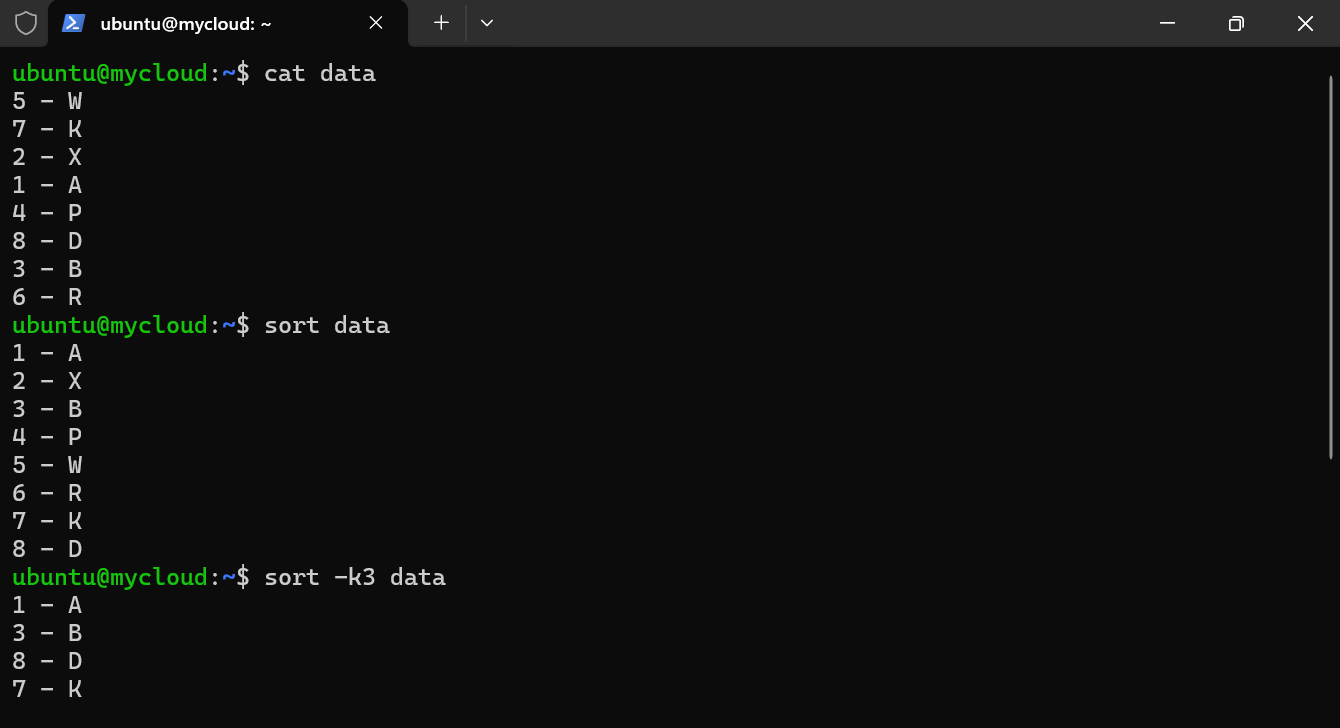 ubuntu@mycloud: ~
ubuntu@mycloud:~$ cat data
5 - W
7 - K
2 - X
1 - A
4 - P
8 - D
3 - B
6 - R
ubuntu@mycloud:~$ sort data
1 - A
2 - X
3 - B
4 - P
5 - W
6 - R
7 - K
8 - D
ubuntu@mycloud:~$ sort -k3 data
1 - A
3 - B
8 - D
7 - K